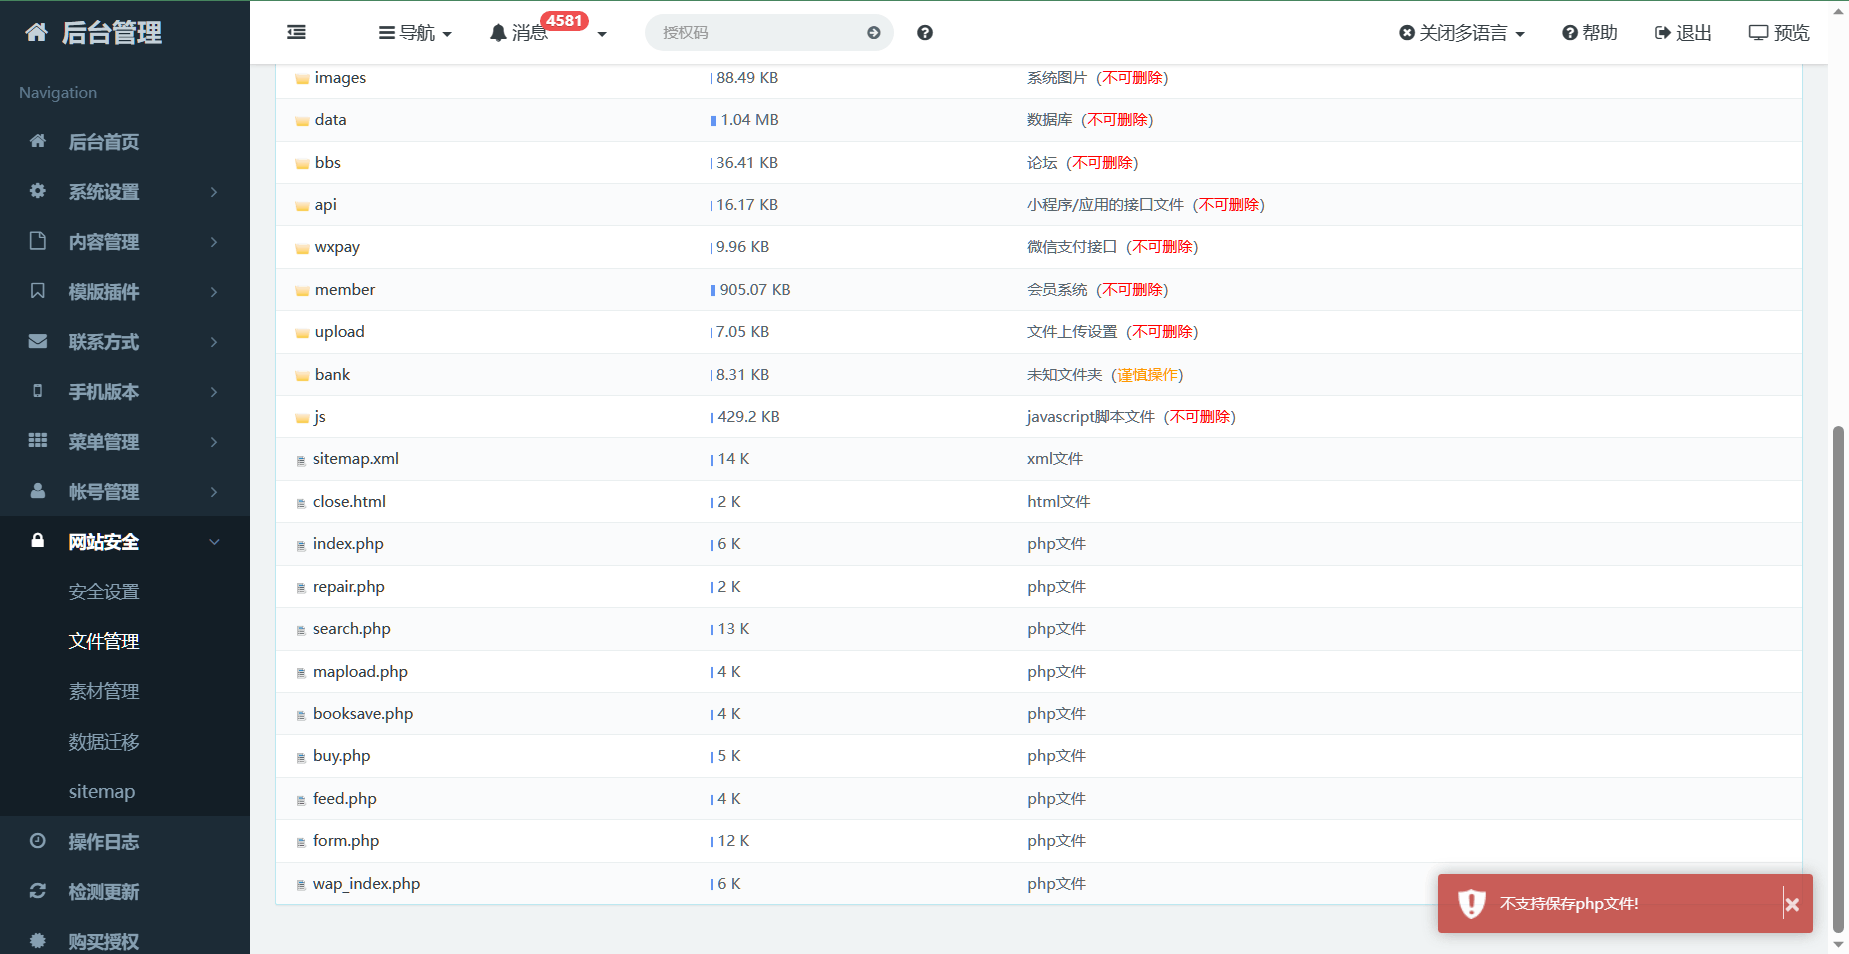 后台管理
导航
消息
4581
授权码
关闭多语言
帮助
退出
预览
Navigation
后台首页
系统设置
内容管理
模版插件
联系方式
手机版本
菜单管理
帐号管理
网站安全
安全设置
文件管理
素材管理
数据迁移
sitemap
操作日志
检测更新
购买授权
images 88.49 KB 系统图片 (不可删除)
data 1.04 MB 数据库 (不可删除)
bbs 36.41 KB 论坛 (不可删除)
api 16.17 KB 小程序/应用的接口文件 (不可删除)
wxpay 9.96 KB 微信支付接口 (不可删除)
member 905.07 KB 会员系统 (不可删除)
upload 7.05 KB 文件上传设置 (不可删除)
bank 8.31 KB 未知文件夹 (谨慎操作)
js 429.2 KB javascript脚本文件 (不可删除)
sitemap.xml 14 K xml文件
close.html 2 K html文件
index.php 6 K php文件
repair.php 2 K php文件
search.php 13 K php文件
mapload.php 4 K php文件
booksave.php 4 K php文件
buy.php 5 K php文件
feed.php 4 K php文件
form.php 12 K php文件
wap_index.php 6 K php文件
不支持保存php文件!